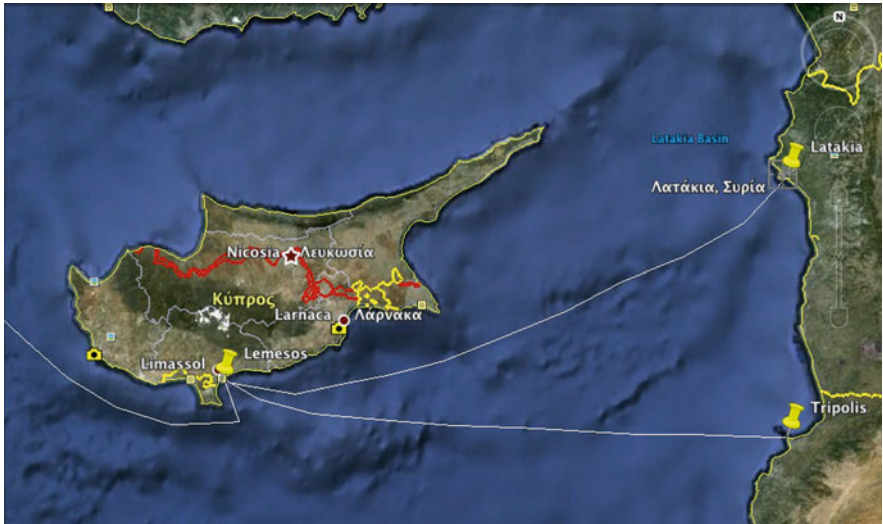 N
Latakia Basin
Latakia
Λατάκια, Συρία
Nicosia Λευκωσία
Κύπρος
Larnaca Λάρνακα
Limassol Lemesos
Tripolis